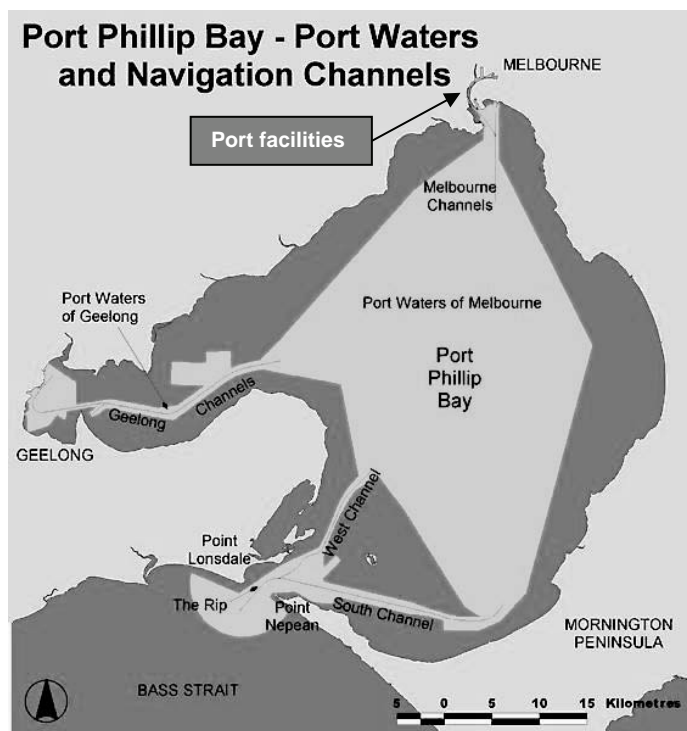 Port Phillip Bay - Port Waters
and Navigation Channels
MELBOURNE
Port facilities
Melbourne
Channels
Port Waters
of Geelong
Port Waters of Melbourne
Port
Phillip
Bay
Geelong Channels
GEELONG
West Channel
Point
Lonsdale
The Rip
Point
Nepean
South Channel
MORNINGTON
PENINSULA
BASS STRAIT
5 0 5 10 15 Kilometres